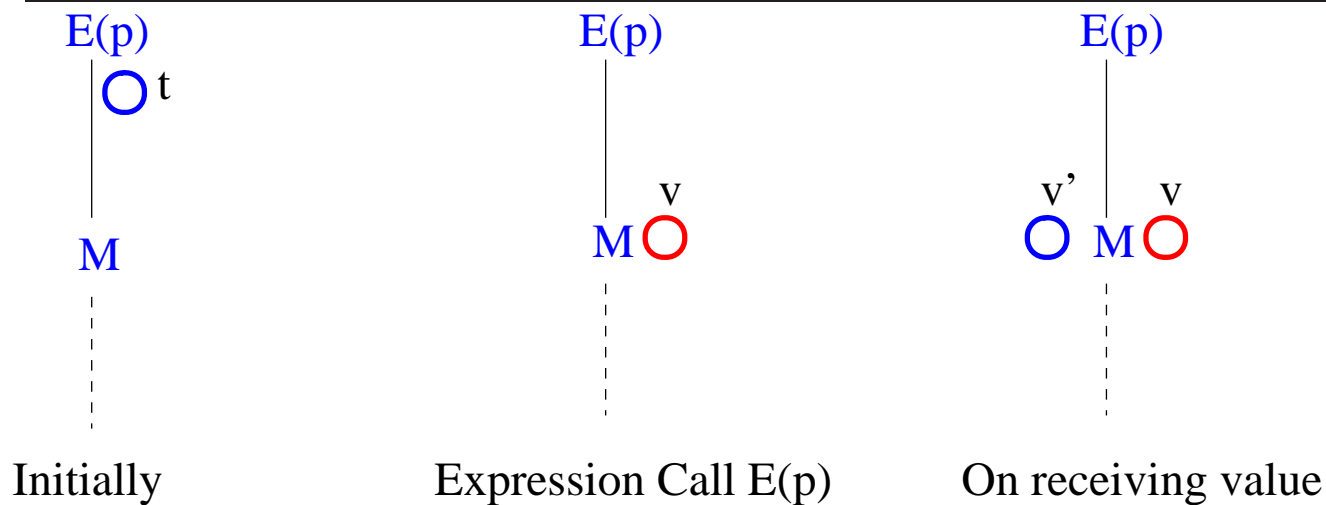 E(p) E(p) E(p)
t
v v’ v
M M M
Initially Expression Call E(p) On receiving value